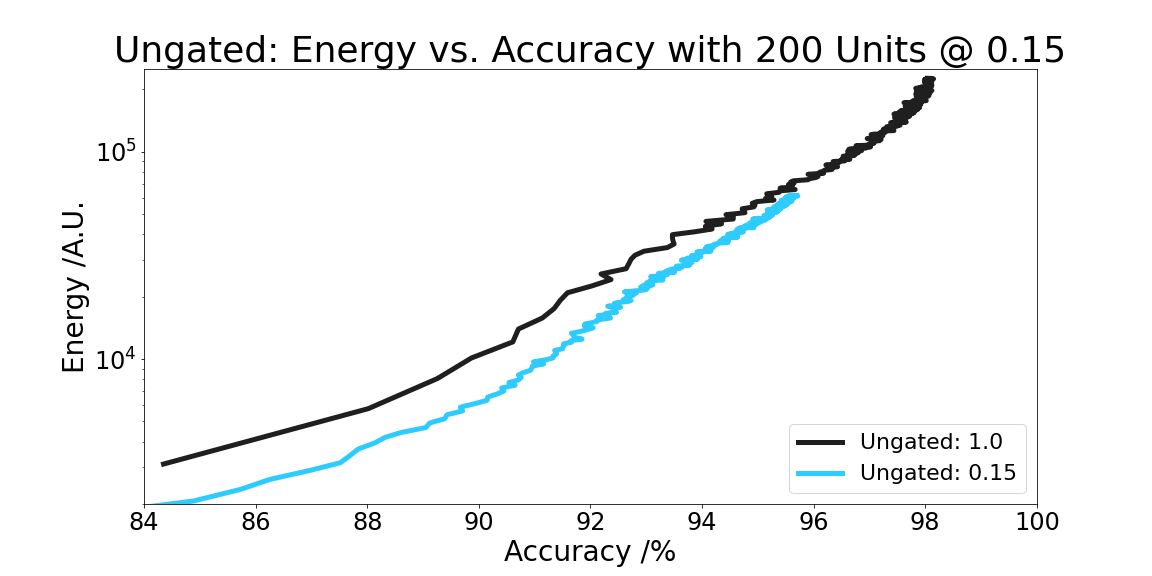 Ungated: Energy vs. Accuracy with 200 Units @ 0.15
Energy /A.U.
10^5
10^4
Ungated: 1.0
Ungated: 0.15
84 86 88 90 92 94 96 98 100
Accuracy /%